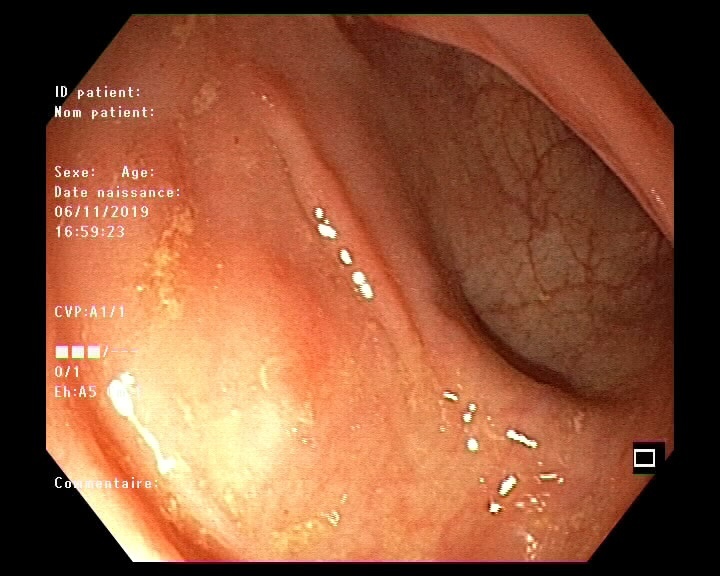 ID patient:
Nom patient:
Sexe: Age:
Date naissance:
06/11/2019
16:59:23
CVP:A1/1
0/1
Eh:A5
Commentaire: